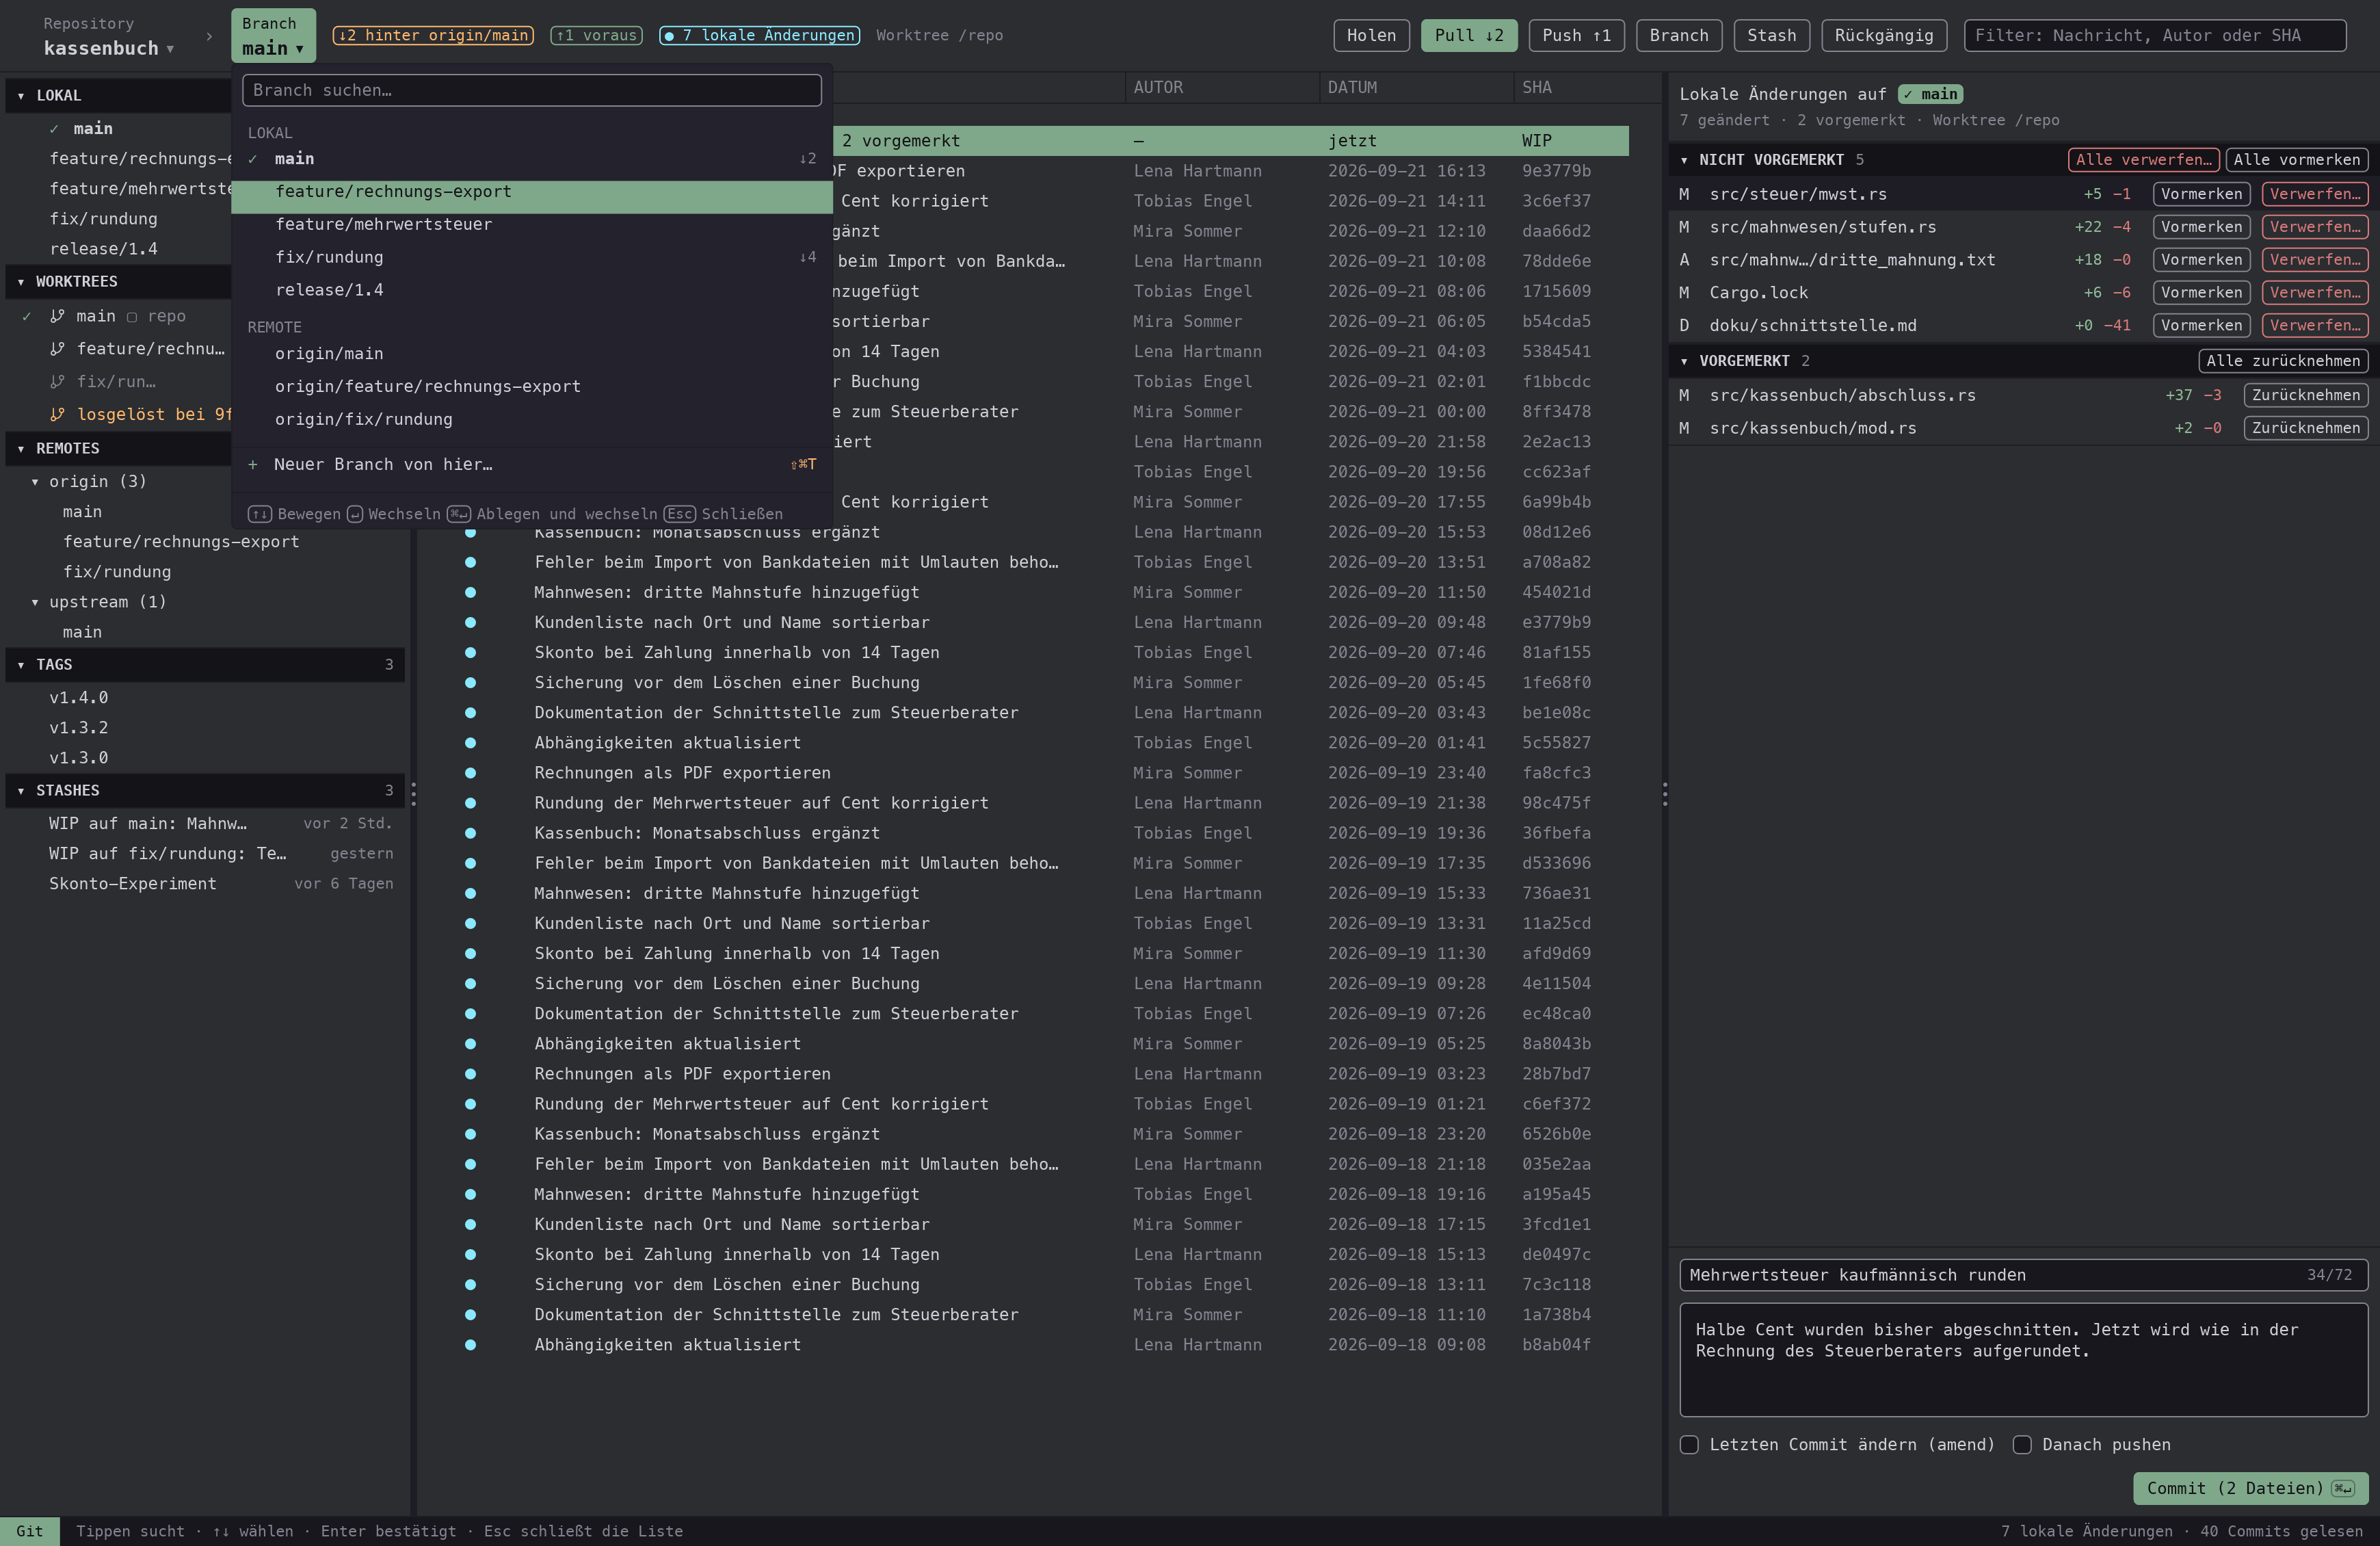 Repository
kassenbuch ▾
›
Branch
main ▾
↓2 hinter origin/main
↑1 voraus
● 7 lokale Änderungen
Worktree /repo
Holen
Pull ↓2
Push ↑1
Branch
Stash
Rückgängig
Filter: Nachricht, Autor oder SHA
▾ LOKAL
✓ main
feature/rechnungs-e
feature/mehrwertste
fix/rundung
release/1.4
▾ WORKTREES
✓ main ▢ repo
feature/rechnu…
fix/run…
losgelöst bei 9f
▾ REMOTES
▾ origin (3)
main
feature/rechnungs-export
fix/rundung
▾ upstream (1)
main
▾ TAGS 3
v1.4.0
v1.3.2
v1.3.0
▾ STASHES 3
WIP auf main: Mahnw… vor 2 Std.
WIP auf fix/rundung: Te… gestern
Skonto-Experiment vor 6 Tagen
Branch suchen…
LOKAL
✓ main ↓2
feature/rechnungs-export
feature/mehrwertsteuer
fix/rundung ↓4
release/1.4
REMOTE
origin/main
origin/feature/rechnungs-export
origin/fix/rundung
+ Neuer Branch von hier… ⇧⌘T
↑↓ Bewegen ↵ Wechseln ⌘↵ Ablegen und wechseln Esc Schließen
AUTOR DATUM SHA
2 vorgemerkt — jetzt WIP
DF exportieren Lena Hartmann 2026-09-21 16:13 9e3779b
Cent korrigiert Tobias Engel 2026-09-21 14:11 3c6ef37
gänzt Mira Sommer 2026-09-21 12:10 daa66d2
beim Import von Bankda… Lena Hartmann 2026-09-21 10:08 78dde6e
nzugefügt Tobias Engel 2026-09-21 08:06 1715609
sortierbar Mira Sommer 2026-09-21 06:05 b54cda5
on 14 Tagen Lena Hartmann 2026-09-21 04:03 5384541
r Buchung Tobias Engel 2026-09-21 02:01 f1bbcdc
e zum Steuerberater Mira Sommer 2026-09-21 00:00 8ff3478
iert Lena Hartmann 2026-09-20 21:58 2e2ac13
Tobias Engel 2026-09-20 19:56 cc623af
Cent korrigiert Mira Sommer 2026-09-20 17:55 6a99b4b
Kassenbuch: Monatsabschluss ergänzt Lena Hartmann 2026-09-20 15:53 08d12e6
Fehler beim Import von Bankdateien mit Umlauten beho… Tobias Engel 2026-09-20 13:51 a708a82
Mahnwesen: dritte Mahnstufe hinzugefügt Mira Sommer 2026-09-20 11:50 454021d
Kundenliste nach Ort und Name sortierbar Lena Hartmann 2026-09-20 09:48 e3779b9
Skonto bei Zahlung innerhalb von 14 Tagen Tobias Engel 2026-09-20 07:46 81af155
Sicherung vor dem Löschen einer Buchung Mira Sommer 2026-09-20 05:45 1fe68f0
Dokumentation der Schnittstelle zum Steuerberater Lena Hartmann 2026-09-20 03:43 be1e08c
Abhängigkeiten aktualisiert Tobias Engel 2026-09-20 01:41 5c55827
Rechnungen als PDF exportieren Mira Sommer 2026-09-19 23:40 fa8cfc3
Rundung der Mehrwertsteuer auf Cent korrigiert Lena Hartmann 2026-09-19 21:38 98c475f
Kassenbuch: Monatsabschluss ergänzt Tobias Engel 2026-09-19 19:36 36fbefa
Fehler beim Import von Bankdateien mit Umlauten beho… Mira Sommer 2026-09-19 17:35 d533696
Mahnwesen: dritte Mahnstufe hinzugefügt Lena Hartmann 2026-09-19 15:33 736ae31
Kundenliste nach Ort und Name sortierbar Tobias Engel 2026-09-19 13:31 11a25cd
Skonto bei Zahlung innerhalb von 14 Tagen Mira Sommer 2026-09-19 11:30 afd9d69
Sicherung vor dem Löschen einer Buchung Lena Hartmann 2026-09-19 09:28 4e11504
Dokumentation der Schnittstelle zum Steuerberater Tobias Engel 2026-09-19 07:26 ec48ca0
Abhängigkeiten aktualisiert Mira Sommer 2026-09-19 05:25 8a8043b
Rechnungen als PDF exportieren Lena Hartmann 2026-09-19 03:23 28b7bd7
Rundung der Mehrwertsteuer auf Cent korrigiert Tobias Engel 2026-09-19 01:21 c6ef372
Kassenbuch: Monatsabschluss ergänzt Mira Sommer 2026-09-18 23:20 6526b0e
Fehler beim Import von Bankdateien mit Umlauten beho… Lena Hartmann 2026-09-18 21:18 035e2aa
Mahnwesen: dritte Mahnstufe hinzugefügt Tobias Engel 2026-09-18 19:16 a195a45
Kundenliste nach Ort und Name sortierbar Mira Sommer 2026-09-18 17:15 3fcd1e1
Skonto bei Zahlung innerhalb von 14 Tagen Lena Hartmann 2026-09-18 15:13 de0497c
Sicherung vor dem Löschen einer Buchung Tobias Engel 2026-09-18 13:11 7c3c118
Dokumentation der Schnittstelle zum Steuerberater Mira Sommer 2026-09-18 11:10 1a738b4
Abhängigkeiten aktualisiert Lena Hartmann 2026-09-18 09:08 b8ab04f
Lokale Änderungen auf ✓ main
7 geändert · 2 vorgemerkt · Worktree /repo
▾ NICHT VORGEMERKT 5 Alle verwerfen… Alle vormerken
M src/steuer/mwst.rs +5 −1 Vormerken Verwerfen…
M src/mahnwesen/stufen.rs +22 −4 Vormerken Verwerfen…
A src/mahnw…/dritte_mahnung.txt +18 −0 Vormerken Verwerfen…
M Cargo.lock +6 −6 Vormerken Verwerfen…
D doku/schnittstelle.md +0 −41 Vormerken Verwerfen…
▾ VORGEMERKT 2 Alle zurücknehmen
M src/kassenbuch/abschluss.rs +37 −3 Zurücknehmen
M src/kassenbuch/mod.rs +2 −0 Zurücknehmen
Mehrwertsteuer kaufmännisch runden 34/72
Halbe Cent wurden bisher abgeschnitten. Jetzt wird wie in der
Rechnung des Steuerberaters aufgerundet.
Letzten Commit ändern (amend) Danach pushen
Commit (2 Dateien) ⌘↵
Git Tippen sucht · ↑↓ wählen · Enter bestätigt · Esc schließt die Liste
7 lokale Änderungen · 40 Commits gelesen